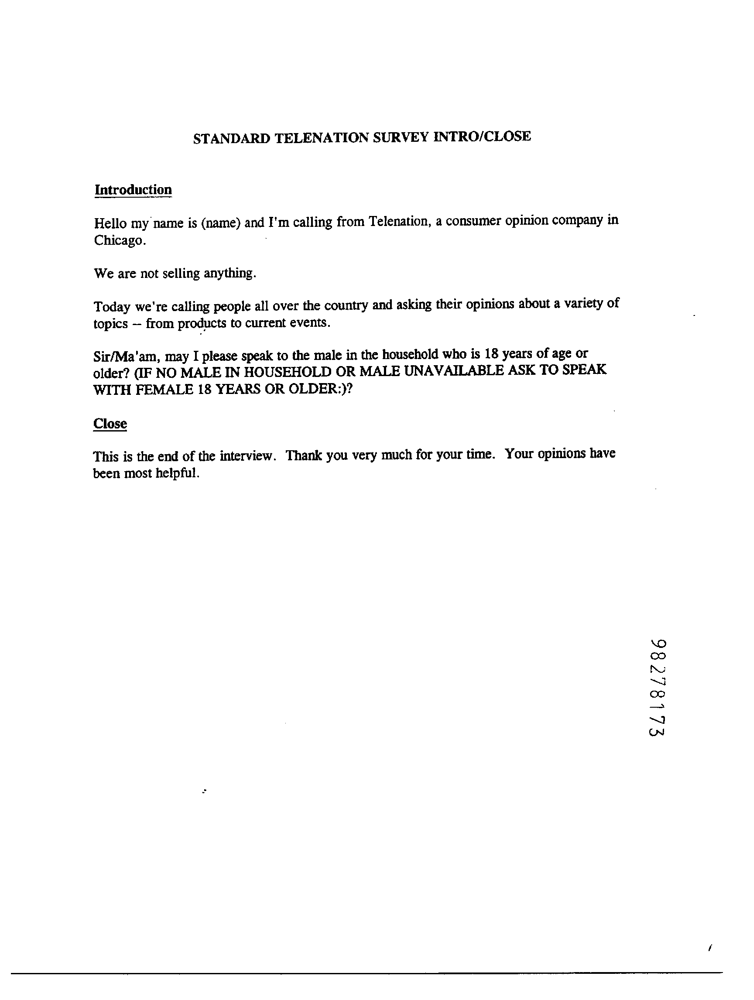 STANDARD TELENATION SURVEY INTRO/CLOSE
Introduction
Hello my name is (name) and I'm calling from Telenation, a consumer opinion company in
Chicago.
We are not selling anything.
Today we're calling people all over the country and asking their opinions about a variety of
topics -- from products to current events.
Sir/Ma'am, may I please speak to the male in the household who is 18 years of age or
older? (IF NO MALE IN HOUSEHOLD OR MALE UNAVAILABLE ASK TO SPEAK
WITH FEMALE 18 YEARS OR OLDER:)?
Close
This is the end of the interview. Thank you very much for your time. Your opinions have
been most helpful.
98278173